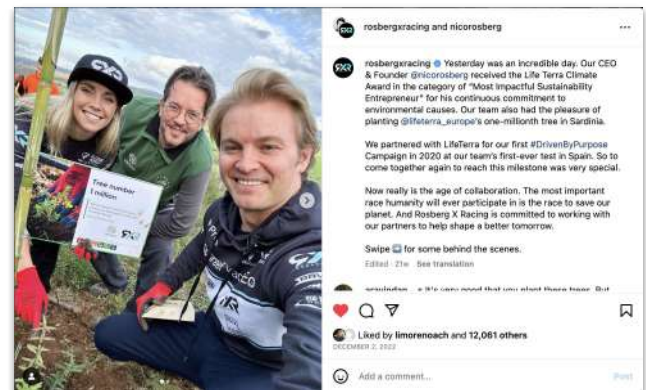 rosbergxracing and nicorosberg
rosbergxracing Yesterday was an incredible day. Our CEO
& Founder @nicorosberg received the Life Terra Climate
Award in the category of "Most Impactful Sustainability
Entrepreneur" for his continuous commitment to
environmental causes. Our team also had the pleasure of
planting @lifeterra_europe's one-millionth tree in Sardinia.
We partnered with LifeTerra for our first #DrivenByPurpose
Campaign in 2020 at our team's first-ever test in Spain. So to
come together again to reach this milestone was very special.
Now really is the age of collaboration. The most important
race humanity will ever participate in is the race to save our
planet. And Rosberg X Racing is committed to working with
our partners to help shape a better tomorrow.
Swipe for some behind the scenes.
Edited · 21w See translation
Liked by limorenoach and 12,061 others
DECEMBER 2, 2022
Add a comment...
Post
RXR
Tree number
1 million
RXR